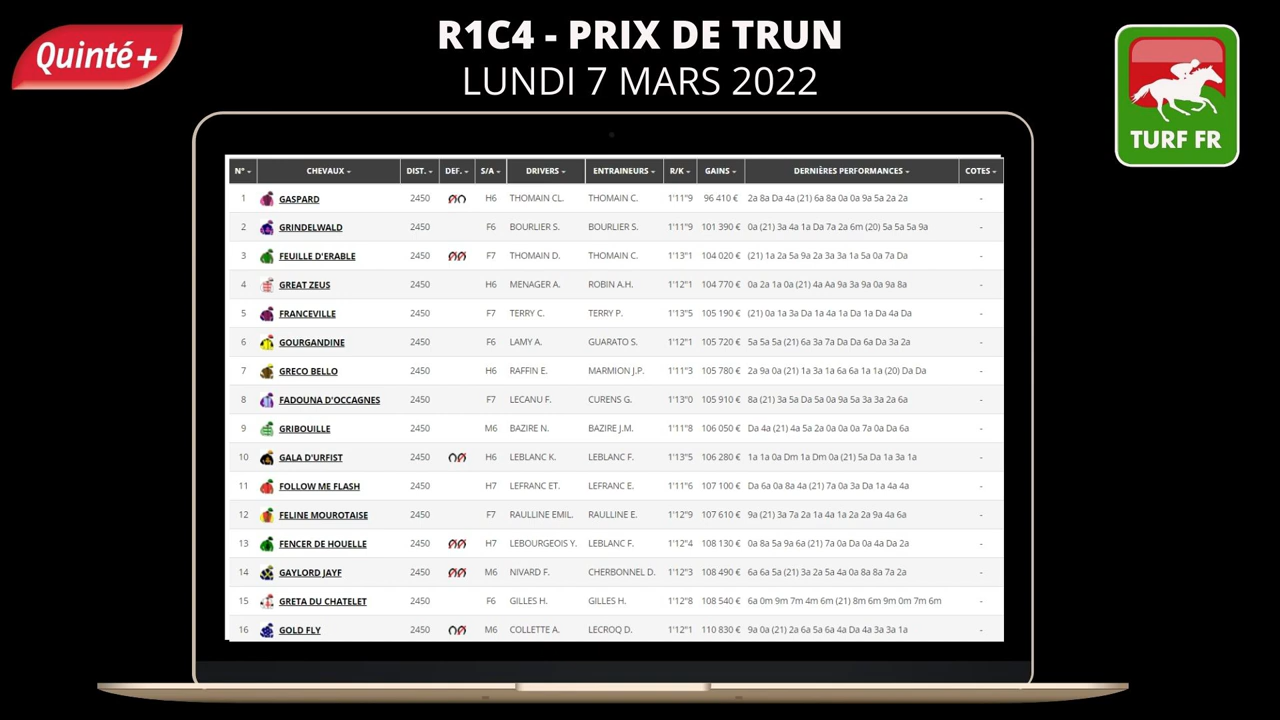 R1C4 - PRIX DE TRUN
Quinté+
LUNDI 7 MARS 2022
TURF FR
N° CHEVAUX DIST. DEF. S/A DRIVERS ENTRAINEURS R/K GAINS DERNIÈRES PERFORMANCES COTES
1 GASPARD 2450 H6 THOMAIN CL. THOMAIN C. 1'11"9 96 410 € 2a 8a Da 4a (21) 6a 8a 0a 0a 9a 5a 2a 2a -
2 GRINDELWALD 2450 F6 BOURLIER S. BOURLIER S. 1'11"9 101 390 € 0a (21) 3a 4a 1a Da 7a 2a 6m (20) 5a 5a 5a 9a -
3 FEUILLE D'ERABLE 2450 F7 THOMAIN D. THOMAIN C. 1'13"1 104 020 € (21) 1a 2a 5a 9a 2a 3a 3a 1a 5a 0a 7a Da -
4 GREAT ZEUS 2450 H6 MENAGER A. ROBIN A.H. 1'12"1 104 770 € 0a 2a 1a 0a (21) 4a Aa 9a 3a 9a 0a 9a 8a -
5 FRANCEVILLE 2450 F7 TERRY C. TERRY P. 1'13"5 105 190 € (21) 0a 1a 3a Da 1a 4a 1a Da 1a Da 4a Da -
6 GOURGANDINE 2450 F6 LAMY A. GUARATO S. 1'12"1 105 720 € 5a 5a 5a (21) 6a 3a 7a Da Da 6a Da 3a 2a -
7 GRECO BELLO 2450 H6 RAFFIN E. MARMION J.P. 1'11"3 105 780 € 2a 9a 0a (21) 1a 3a 1a 6a 6a 1a 1a (20) Da Da -
8 FADOUNA D'OCCAGNES 2450 F7 LECANU F. CURENS G. 1'13"0 105 910 € 8a (21) 3a 5a Da 5a 0a 9a 5a 3a 3a 2a 6a -
9 GRIBOUILLE 2450 M6 BAZIRE N. BAZIRE J.M. 1'11"8 106 050 € Da 4a (21) 4a 5a 2a 0a 0a 0a 7a 0a Da 6a -
10 GALA D'URFIST 2450 H6 LEBLANC K. LEBLANC F. 1'13"5 106 280 € 1a 1a 0a Dm 1a Dm 0a (21) 5a Da 1a 3a 1a -
11 FOLLOW ME FLASH 2450 H7 LEFRANC ET. LEFRANC E. 1'11"6 107 100 € Da 6a 0a 8a 4a (21) 7a 0a 3a Da 1a 4a 4a -
12 FELINE MOUROTAISE 2450 F7 RAULLINE EMIL. RAULLINE E. 1'12"9 107 610 € 9a (21) 3a 7a 2a 1a 4a 1a 2a 2a 9a 4a 6a -
13 FENCER DE HOUELLE 2450 H7 LEBOURGEOIS Y. LEBLANC F. 1'12"4 108 130 € 0a 8a 5a 9a 6a (21) 7a 0a Da 0a 4a Da 2a -
14 GAYLORD JAYF 2450 M6 NIVARD F. CHERBONNEL D. 1'12"3 108 490 € 6a 6a 5a (21) 3a 2a 5a 4a 0a 8a 8a 7a 2a -
15 GRETA DU CHATELET 2450 F6 GILLES H. GILLES H. 1'12"8 108 540 € 6a 0m 9m 7m 4m 6m (21) 8m 6m 9m 0m 7m 6m -
16 GOLD FLY 2450 M6 COLLETTE A. LECROQ D. 1'12"1 110 830 € 9a 0a (21) 2a 6a 5a 6a 4a Da 4a 3a 3a 1a -